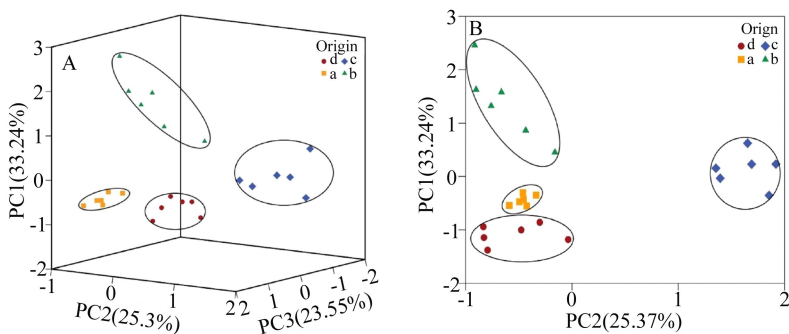 A
Origin
d c
a b
3
2
1
0
-1
-2
PC1(33.24%)
-1
0
1
2
PC2(25.3%)
2
1
0
-1
-2
PC3(23.55%)
B
Orign
d c
a b
3
2
1
0
-1
-2
PC1(33.24%)
-1
0
1
2
PC2(25.37%)